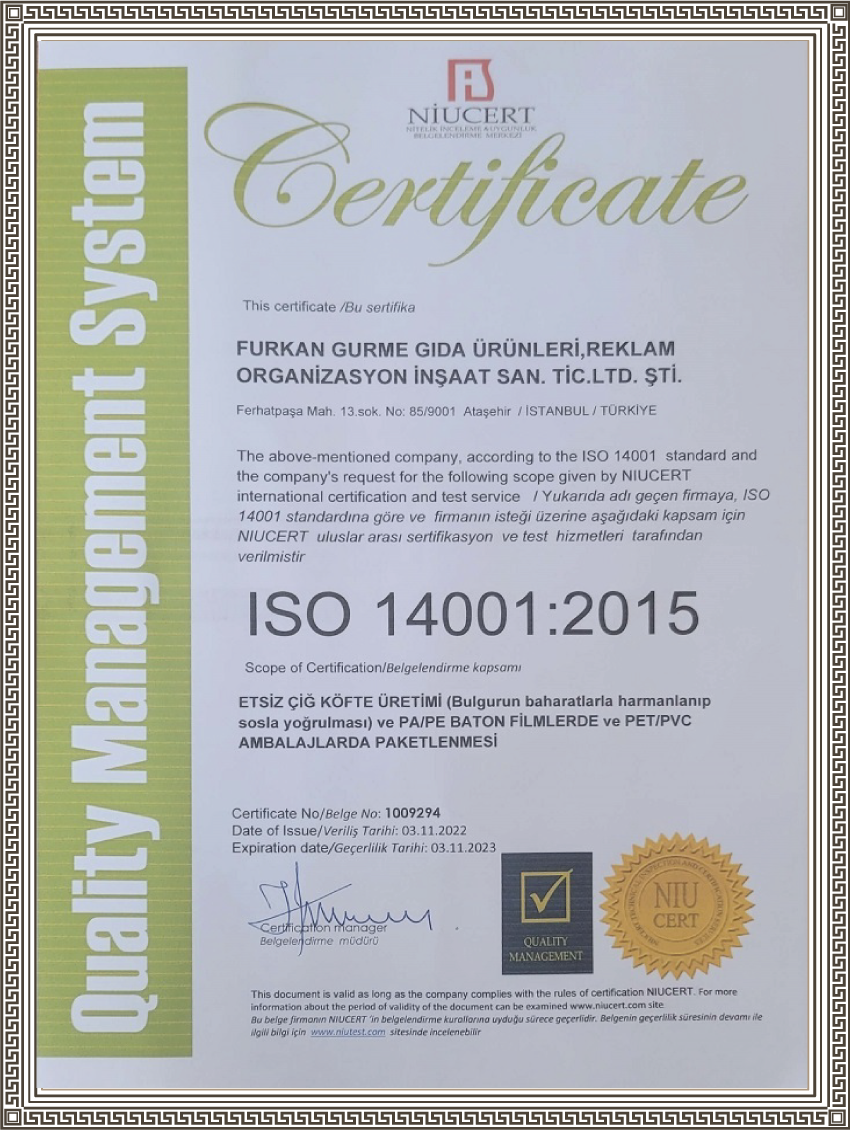 Quality Management System
NİUCERT
NİTELİK İNCELEME & UYGUNLUK
BELGELENDİRME MERKEZİ
Certificate
This certificate /Bu sertifika
FURKAN GURME GIDA ÜRÜNLERİ,REKLAM
ORGANİZASYON İNŞAAT SAN. TİC.LTD. ŞTİ.
Ferhatpaşa Mah. 13.sok. No: 85/9001 Ataşehir / İSTANBUL / TÜRKİYE
The above-mentioned company, according to the ISO 14001 standard and
the company's request for the following scope given by NIUCERT
international certification and test service / Yukarıda adı geçen firmaya, ISO
14001 standardına göre ve firmanın isteği üzerine aşağıdaki kapsam için
NIUCERT uluslar arası sertifikasyon ve test hizmetleri tarafından
verilmistir
ISO 14001:2015
Scope of Certification/Belgelendirme kapsamı
ETSİZ ÇİĞ KÖFTE ÜRETİMİ (Bulgurun baharatlarla harmanlanıp
sosla yoğrulması) ve PA/PE BATON FİLMLERDE ve PET/PVC
AMBALAJLARDA PAKETLENMESİ
Certificate No/Belge No: 1009294
Date of Issue/Veriliş Tarihi: 03.11.2022
Expiration date/Geçerlilik Tarihi: 03.11.2023
Certification manager
Belgelendirme müdürü
QUALITY
MANAGEMENT
NIU
CERT
This document is valid as long as the company complies with the rules of certification NIUCERT. For more
information about the period of validity of the document can be examined www.niucert.com site
Bu belge firmanın NIUCERT 'in belgelendirme kurallarına uyduğu sürece geçerlidir. Belgenin geçerlilik süresinin devamı ile
ilgili bilgi için www.niutest.com sitesinde incelenebilir